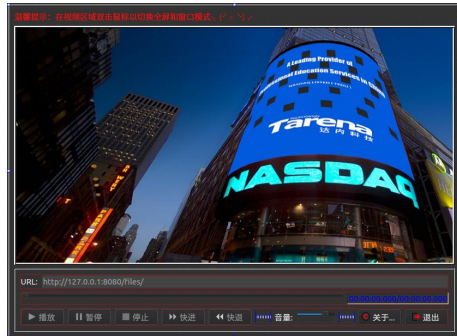 温馨提示: 在视频区域双击鼠标以切换全屏和窗口模式
A Leading Provider of
Professional Education Services in China
Tarena
达内科技
NASDAQ
URL: http://127.0.0.1:8080/files/
00:00:00.000/00:00:00.000
播放 暂停 停止 快进 快退 音量: 关于... 退出